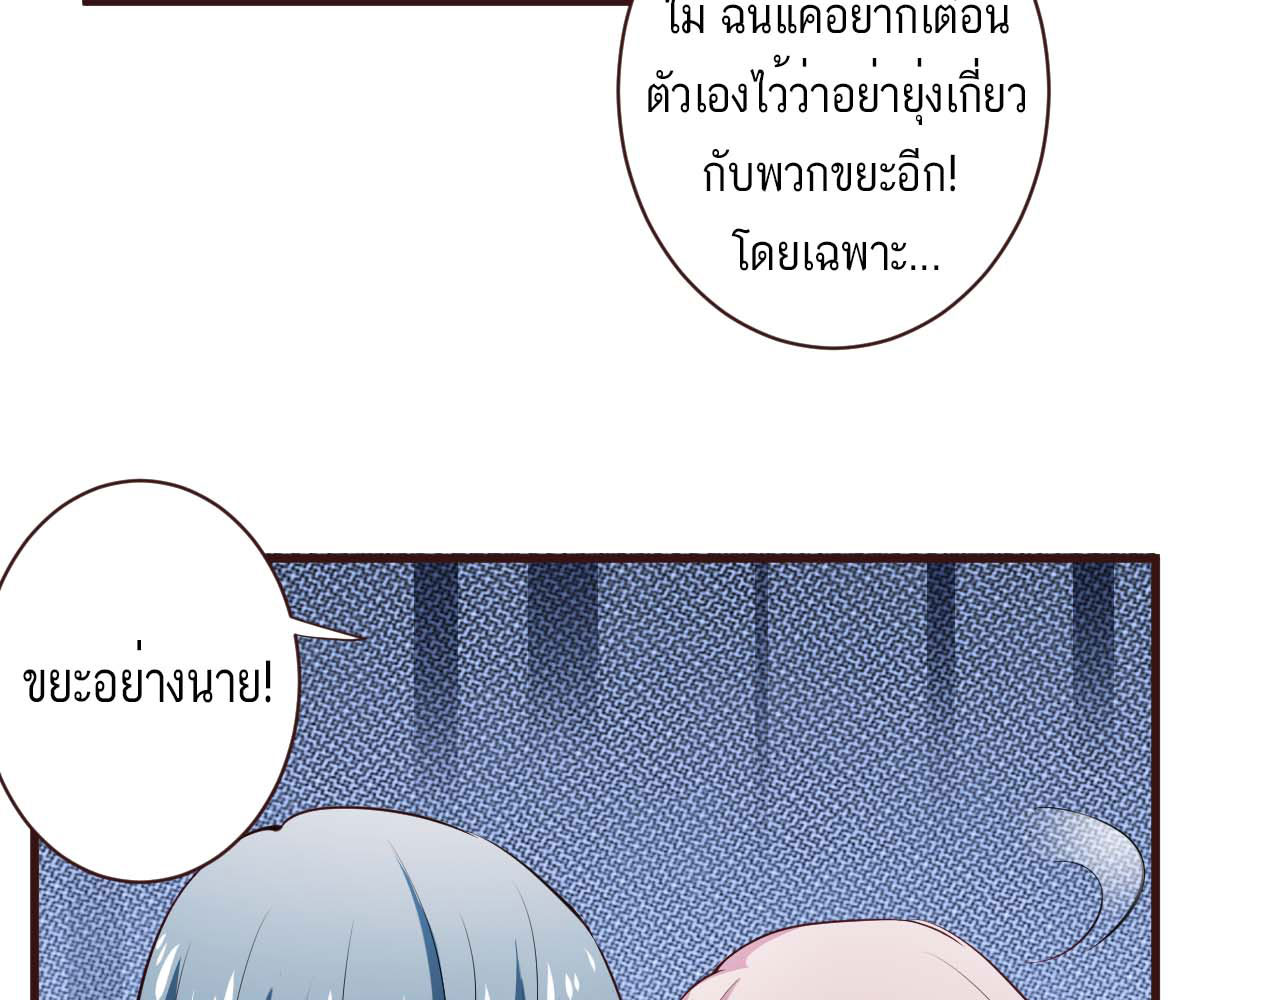 ไม่ ฉันแค่อยากเตือน
ตัวเองไว้ว่าอย่ายุ่งเกี่ยว
กับพวกขยะอีก!
โดยเฉพาะ...
ขยะอย่างนาย!